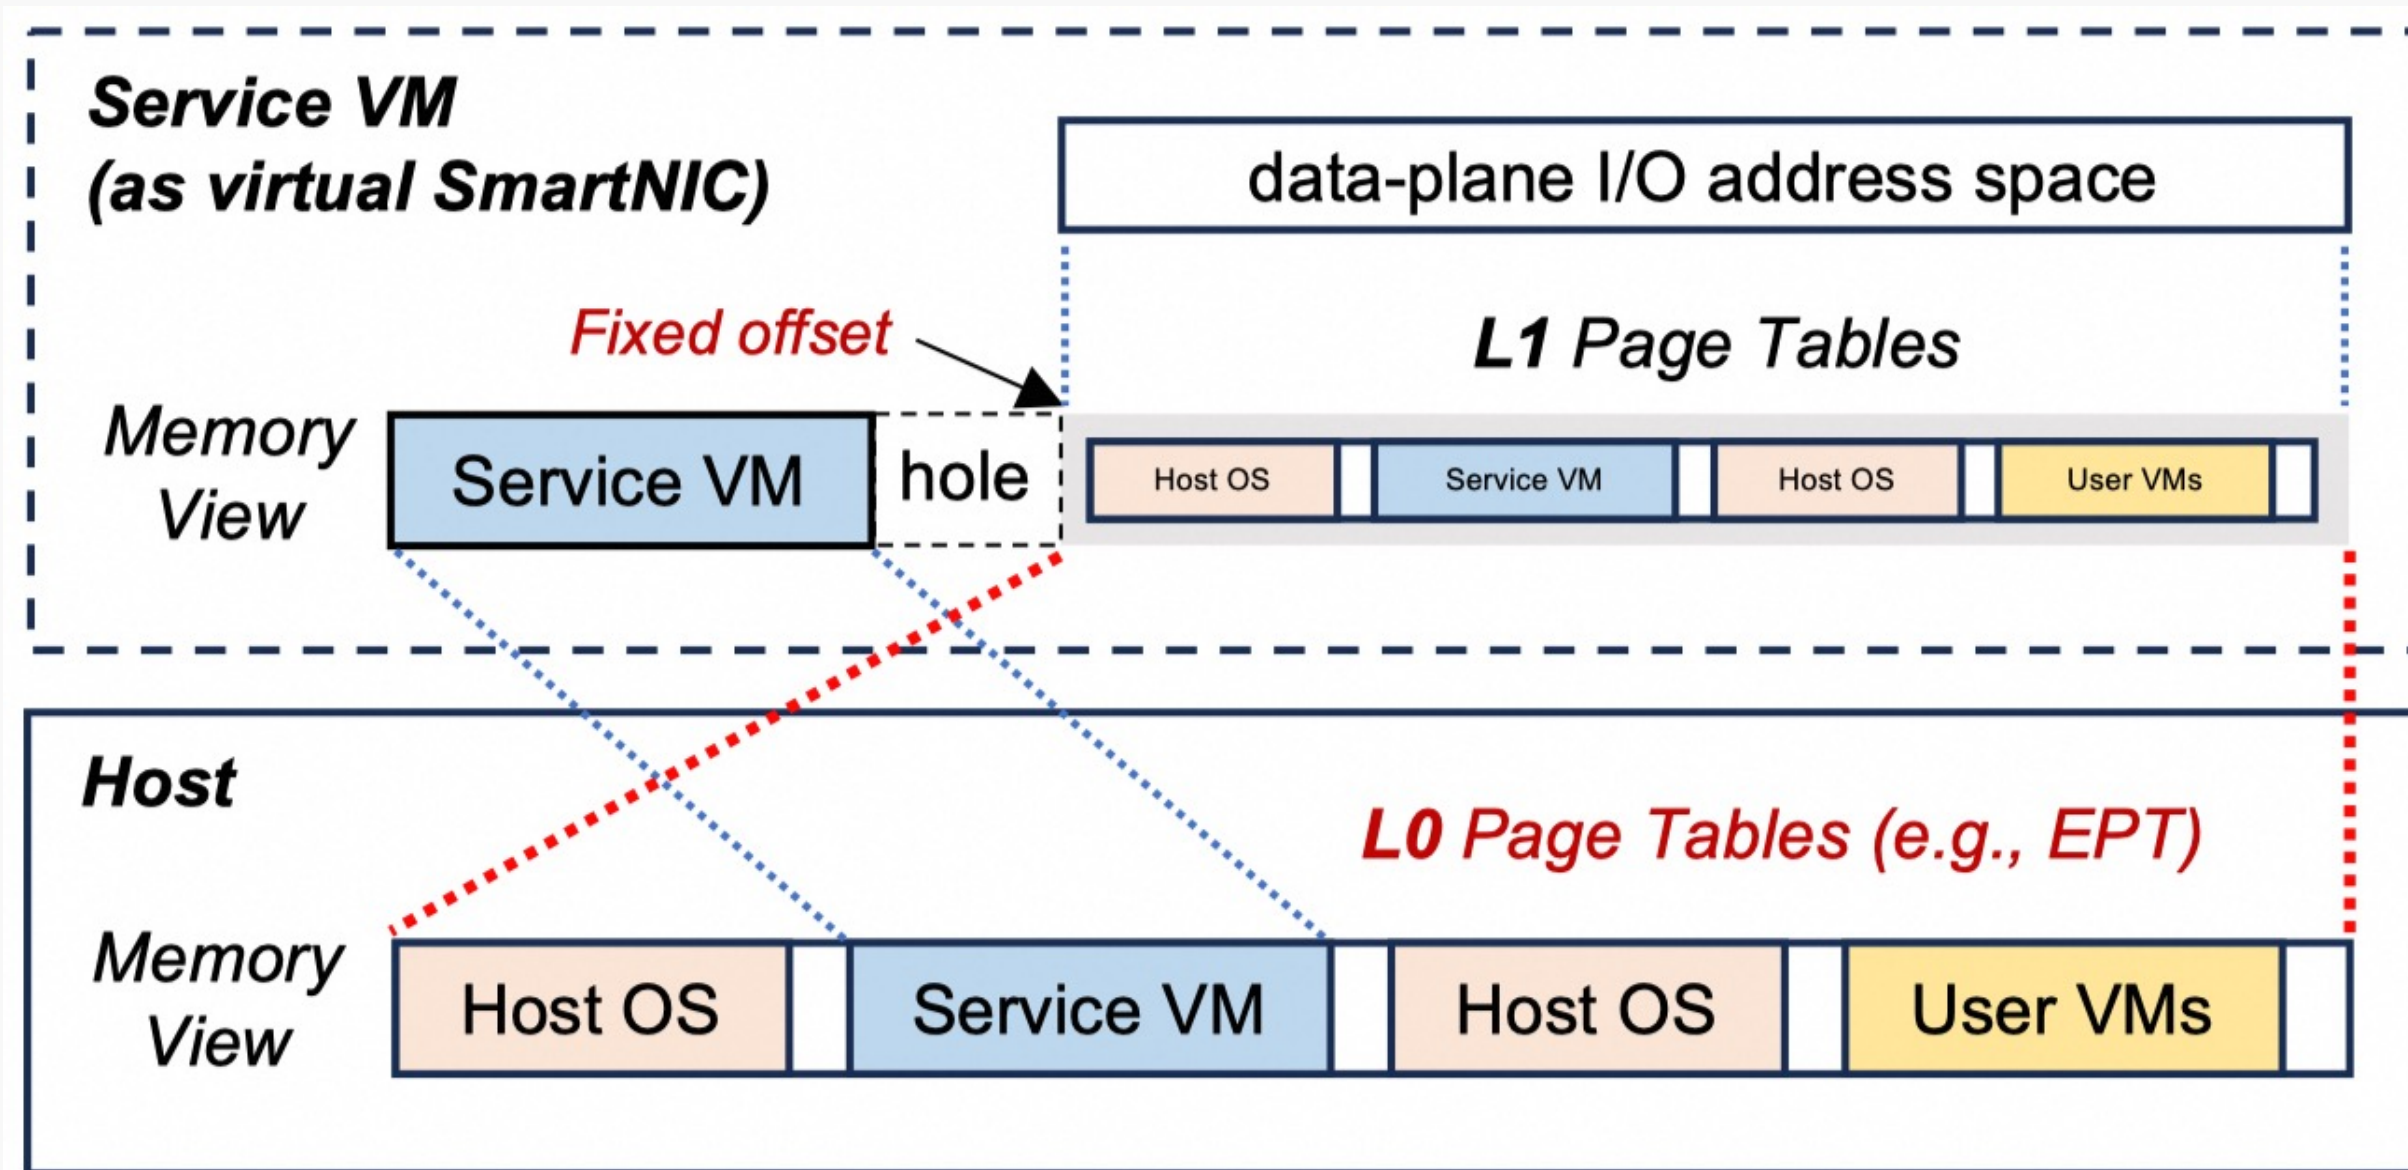 Service VM
(as virtual SmartNIC)
data-plane I/O address space
Fixed offset
L1 Page Tables
Memory
View
Service VM
hole
Host OS
Service VM
Host OS
User VMs
Host
L0 Page Tables (e.g., EPT)
Memory
View
Host OS
Service VM
Host OS
User VMs